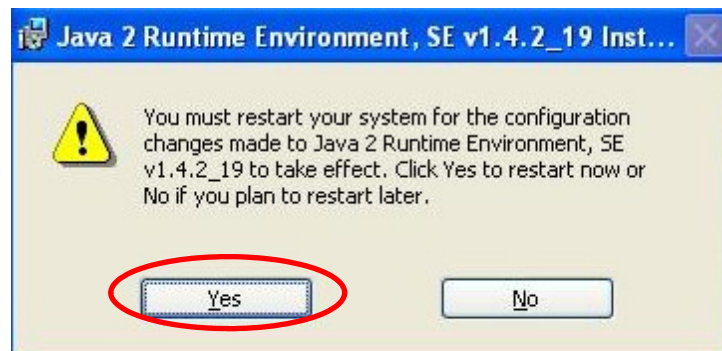 Java 2 Runtime Environment, SE v1.4.2_19 Inst...
You must restart your system for the configuration
changes made to Java 2 Runtime Environment, SE
v1.4.2_19 to take effect. Click Yes to restart now or
No if you plan to restart later.
Yes
No